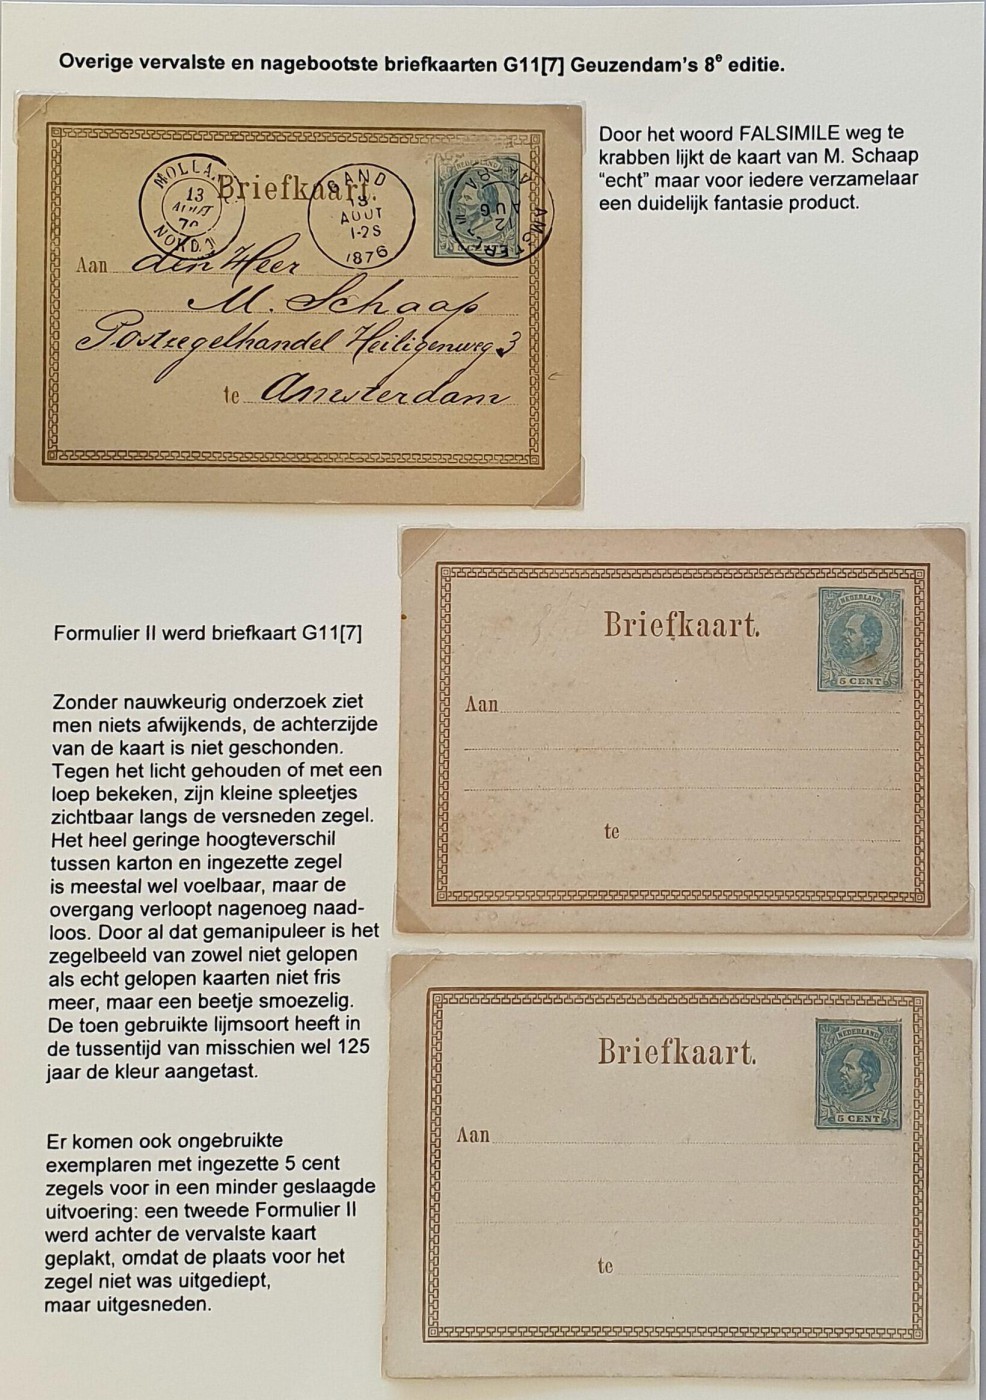 Overige vervalste en nagebootste briefkaarten G11[7] Geuzendam's 8e editie.
Door het woord FALSIMILE weg te
krabben lijkt de kaart van M. Schaap
“echt” maar voor iedere verzamelaar
een duidelijk fantasie product.
Briefkaart.
GAND
13
AOUT
1-2S
1876
NEDERLAND
Aan den Heer
M. Schaap
Postzegelhandel Heiligenweg 3
te Amsterdam
Formulier II werd briefkaart G11[7]
Zonder nauwkeurig onderzoek ziet
men niets afwijkends, de achterzijde
van de kaart is niet geschonden.
Tegen het licht gehouden of met een
loep bekeken, zijn kleine spleetjes
zichtbaar langs de versneden zegel.
Het heel geringe hoogteverschil
tussen karton en ingezette zegel
is meestal wel voelbaar, maar de
overgang verloopt nagenoeg naad-
loos. Door al dat gemanipuleer is het
zegelbeeld van zowel niet gelopen
als echt gelopen kaarten niet fris
meer, maar een beetje smoezelig.
De toen gebruikte lijmsoort heeft in
de tussentijd van misschien wel 125
jaar de kleur aangetast.
Er komen ook ongebruikte
exemplaren met ingezette 5 cent
zegels voor in een minder geslaagde
uitvoering: een tweede Formulier II
werd achter de vervalste kaart
geplakt, omdat de plaats voor het
zegel niet was uitgediept,
maar uitgesneden.
Briefkaart.
NEDERLAND
5 CENT
Aan
te
Briefkaart.
NEDERLAND
5 CENT
Aan
te